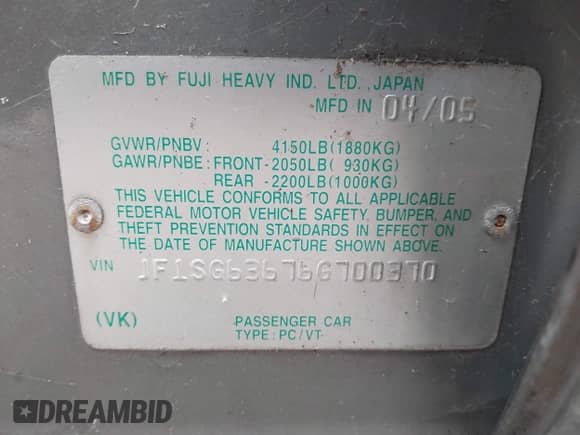 MFD BY FUJI HEAVY IND. LTD. JAPAN
MFD IN 04/05
GVWR/PNBV: 4150LB(1880KG)
GAWR/PNBE: FRONT-2050LB( 930KG)
REAR -2200LB(1000KG)
THIS VEHICLE CONFORMS TO ALL APPLICABLE
FEDERAL MOTOR VEHICLE SAFETY, BUMPER, AND
THEFT PREVENTION STANDARDS IN EFFECT ON
THE DATE OF MANUFACTURE SHOWN ABOVE.
VIN JF1SG63676G700370
(VK) PASSENGER CAR
TYPE: PC/VT
DREAMBID